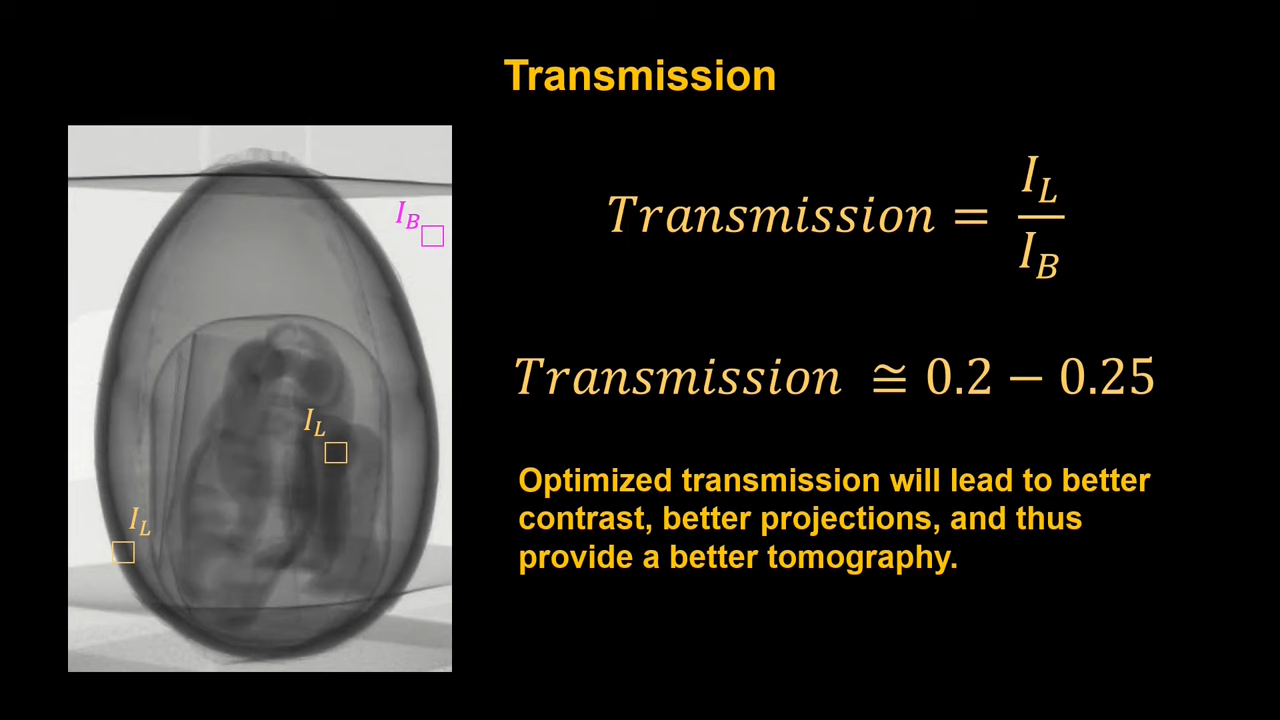 Transmission
I_B
I_L
I_L
Transmission = I_L / I_B
Transmission ≅ 0.2 − 0.25
Optimized transmission will lead to better
contrast, better projections, and thus
provide a better tomography.